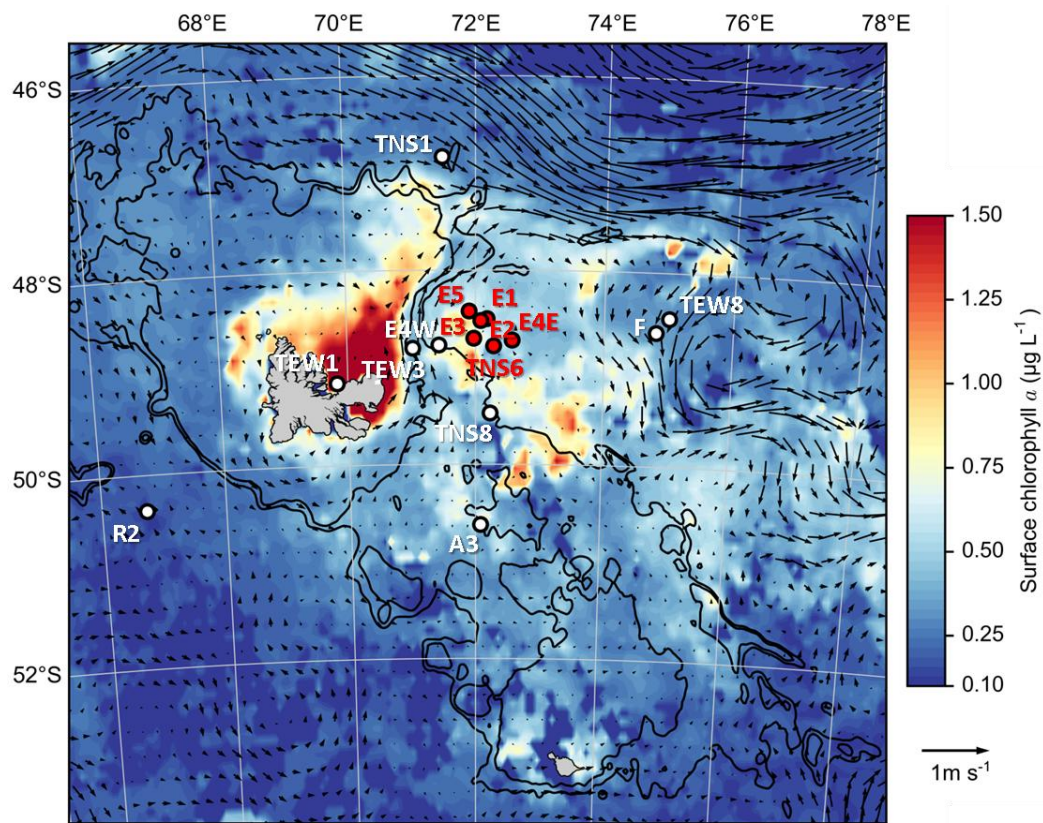 68°E 70°E 72°E 74°E 76°E 78°E
46°S
TNS1
48°S
E5 E1 TEW8
E4W E3 E2 E4E F
TEW1 TEW3 TNS6
TNS8
50°S
R2 A3
52°S
1.50
1.25
1.00
0.75
0.50
0.25
0.10
Surface chlorophyll a (µg L⁻¹)
1m s⁻¹